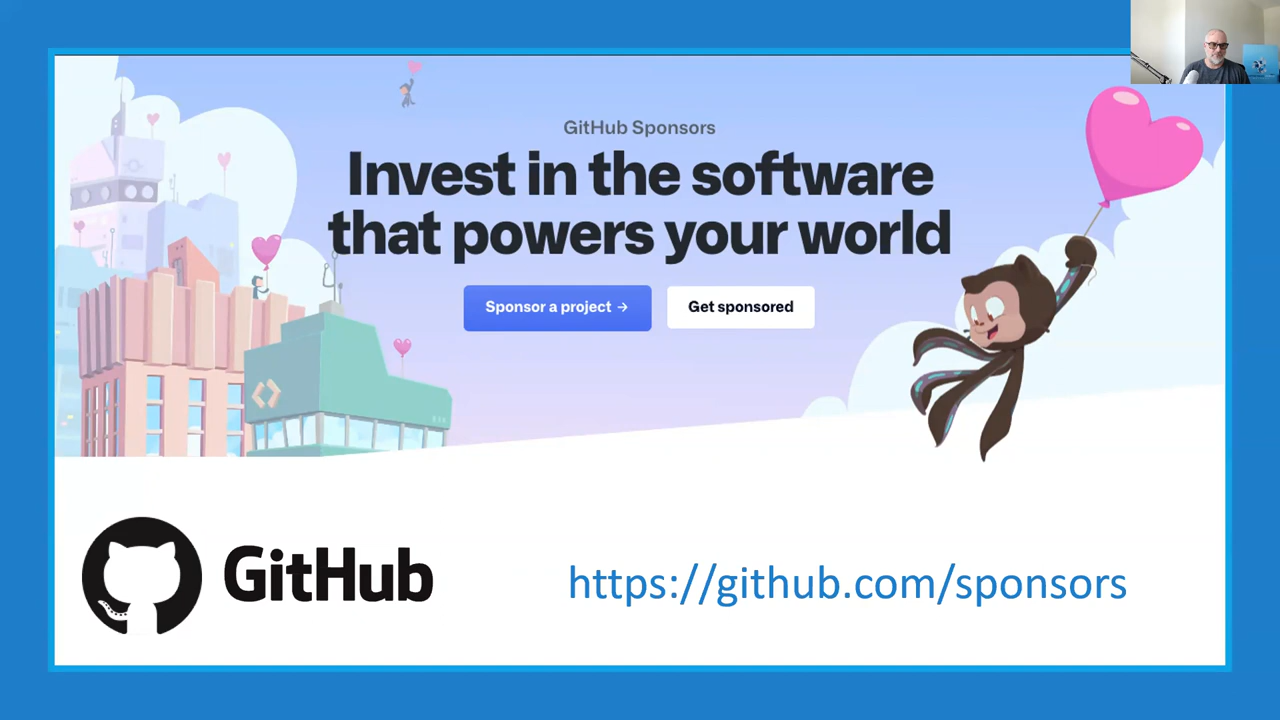 GitHub Sponsors
Invest in the software
that powers your world
Sponsor a project →
Get sponsored
GitHub
https://github.com/sponsors